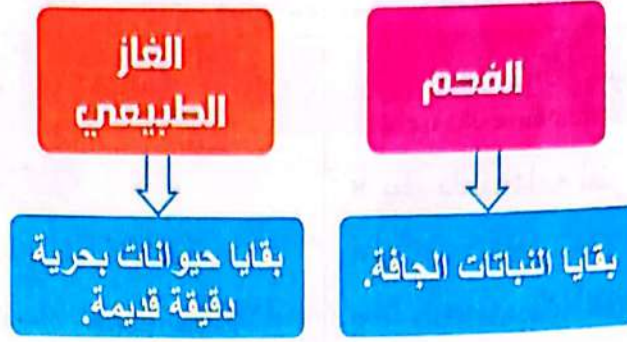 الفحم
بقايا النباتات الجافة.
الغاز
الطبيعي
بقايا حيوانات بحرية
دقيقة قديمة.